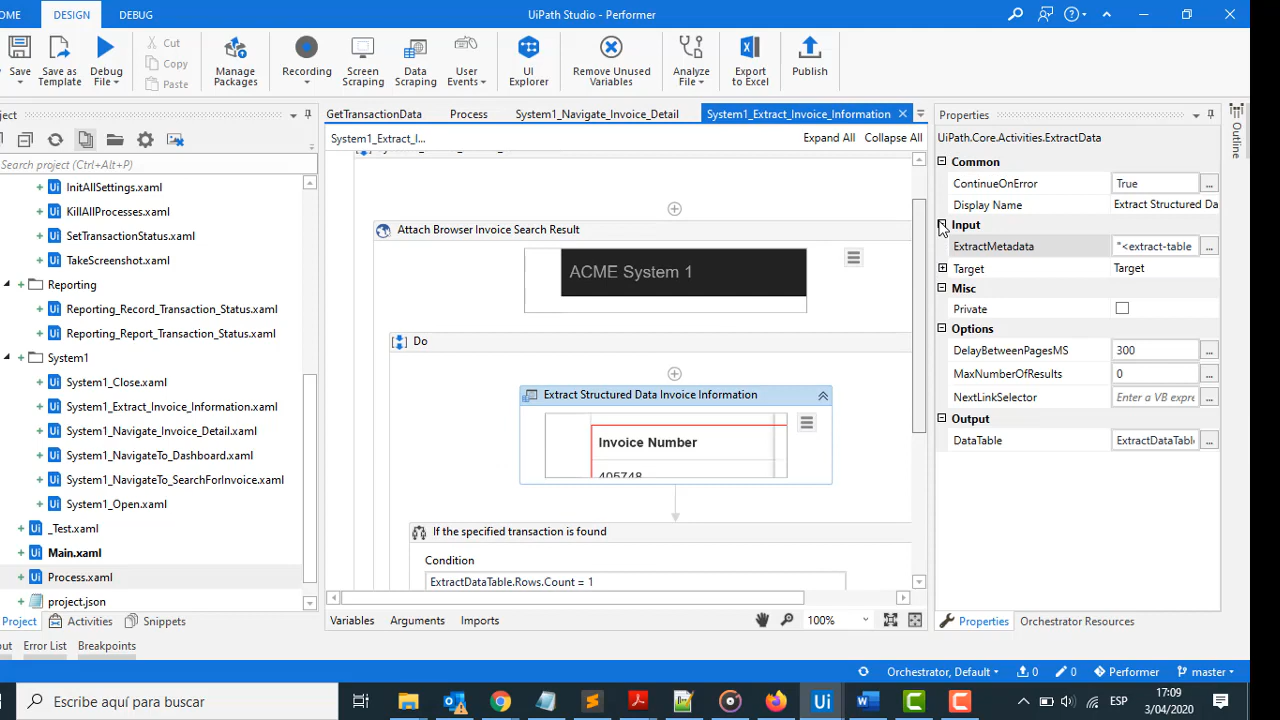 OME
DESIGN
DEBUG
UiPath Studio - Performer
Save
Save as Template
Debug File
Cut
Copy
Paste
Manage Packages
Recording
Screen Scraping
Data Scraping
User Events
UI Explorer
Remove Unused Variables
Analyze File
Export to Excel
Publish
ject
Search project (Ctrl+Alt+P)
InitAllSettings.xaml
KillAllProcesses.xaml
SetTransactionStatus.xaml
TakeScreenshot.xaml
Reporting
Reporting_Record_Transaction_Status.xaml
Reporting_Report_Transaction_Status.xaml
System1
System1_Close.xaml
System1_Extract_Invoice_Information.xaml
System1_Navigate_Invoice_Detail.xaml
System1_NavigateTo_Dashboard.xaml
System1_NavigateTo_SearchForInvoice.xaml
System1_Open.xaml
_Test.xaml
Main.xaml
Process.xaml
project.json
Project
Activities
Snippets
GetTransactionData
Process
System1_Navigate_Invoice_Detail
System1_Extract_Invoice_Information
System1_Extract_I...
Expand All
Collapse All
Attach Browser Invoice Search Result
ACME System 1
Do
Extract Structured Data Invoice Information
Invoice Number
405748
If the specified transaction is found
Condition
ExtractDataTable.Rows.Count = 1
Variables
Arguments
Imports
100%
Properties
UiPath.Core.Activities.ExtractData
Common
ContinueOnError True ...
Display Name Extract Structured Da
Input
ExtractMetadata "<extract-table ...
Target Target
Misc
Private
Options
DelayBetweenPagesMS 300 ...
MaxNumberOfResults 0 ...
NextLinkSelector Enter a VB expre ...
Output
DataTable ExtractDataTabl ...
Properties
Orchestrator Resources
Outline
out
Error List
Breakpoints
Orchestrator, Default
0
0
Performer
master
Escribe aquí para buscar
Ui
ESP
17:09
3/04/2020